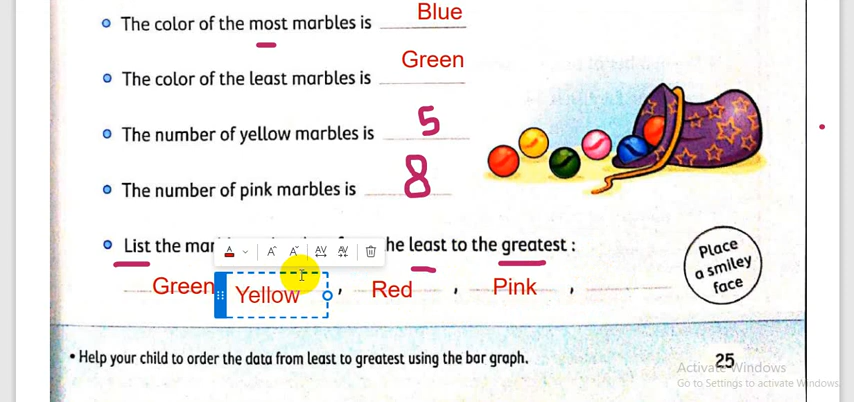 • The color of the most marbles is Blue
• The color of the least marbles is Green
• The number of yellow marbles is 5
• The number of pink marbles is 8
• List the mar he least to the greatest :
Green Yellow , Red , Pink ,
Place
a smiley
face
• Help your child to order the data from least to greatest using the bar graph.
25
Activate Windows
Go to Settings to activate Windows.